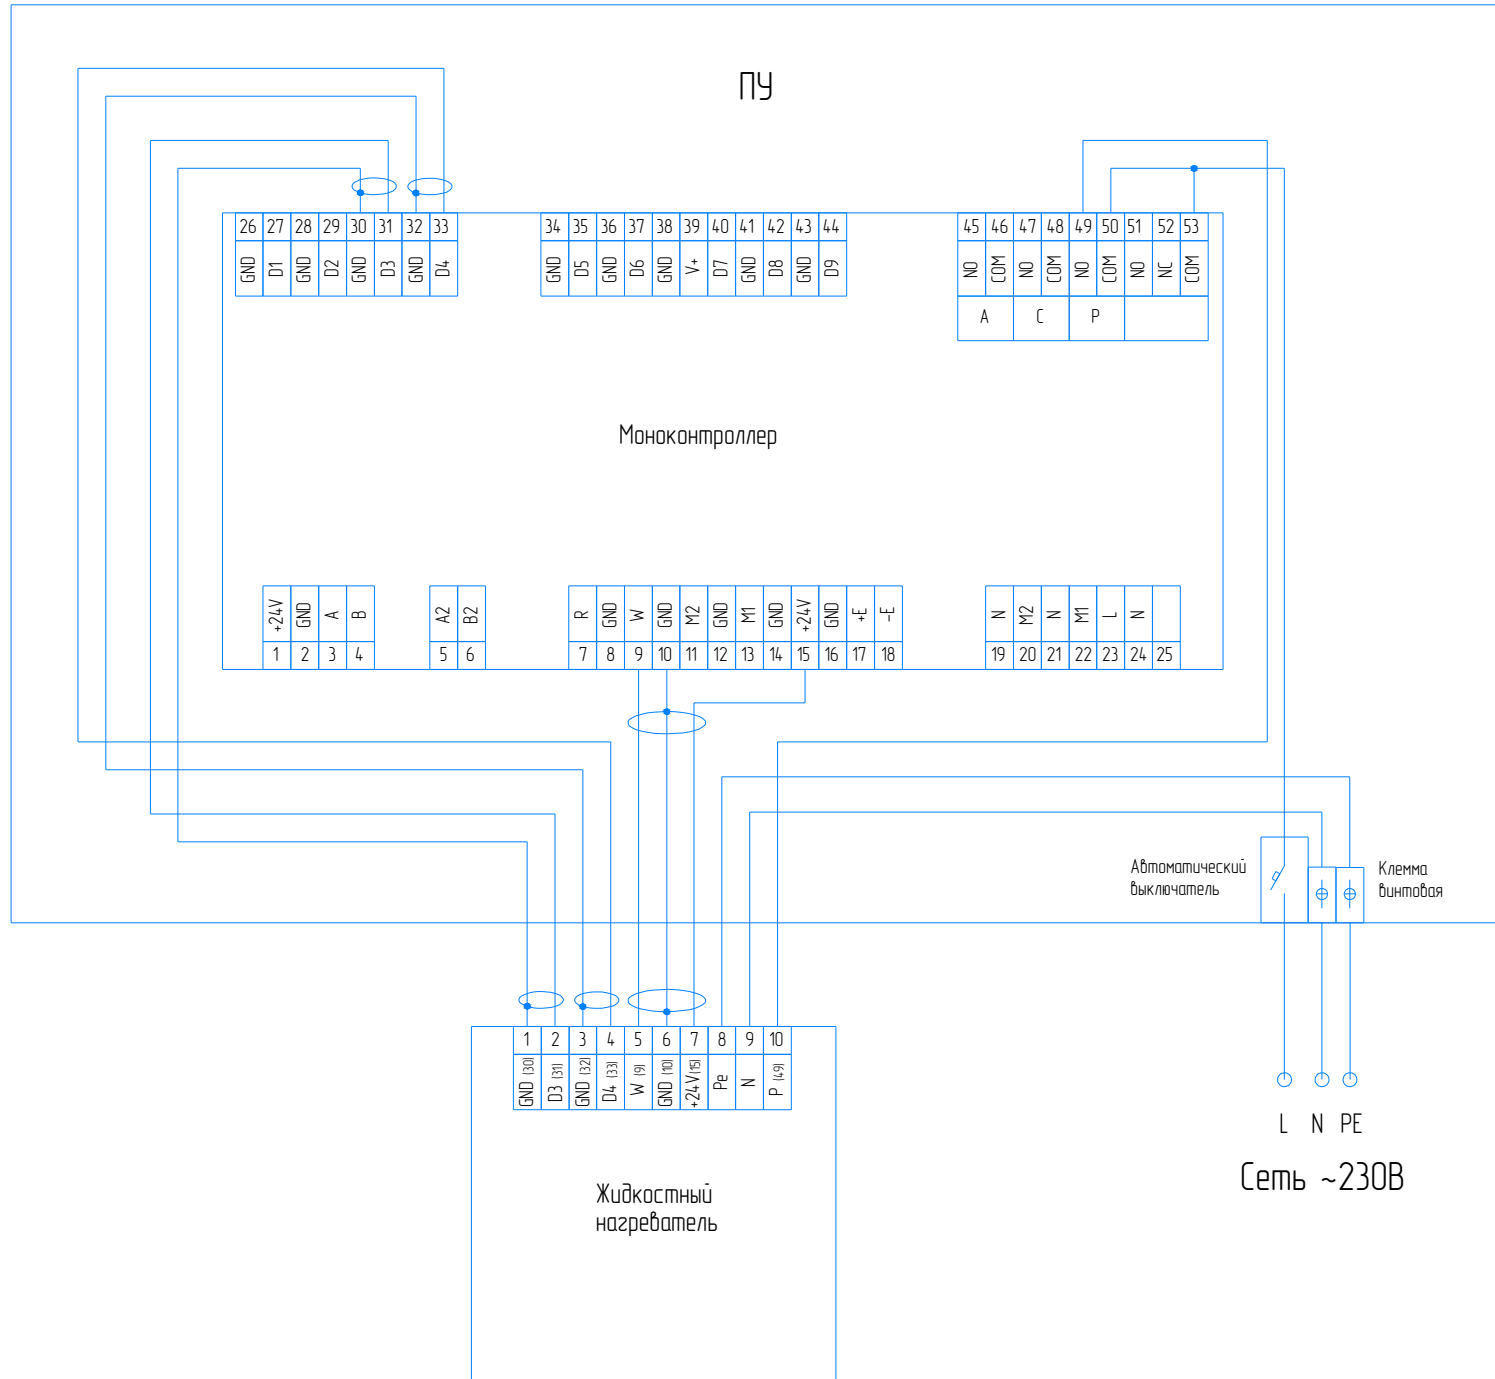 ПУ
26 27 28 29 30 31 32 33
GND D1 GND D2 GND D3 GND D4
34 35 36 37 38 39 40 41 42 43 44
GND D5 GND D6 GND V+ D7 GND D8 GND D9
45 46 47 48 49 50 51 52 53
NO COM NO COM NO COM NO NC COM
A C P
Моноконтроллер
+24V GND A B
1 2 3 4
A2 B2
5 6
R GND W GND M2 GND M1 GND +24V GND +E -E
7 8 9 10 11 12 13 14 15 16 17 18
N M2 N M1 L N
19 20 21 22 23 24 25
Автоматический
выключатель
Клемма
винтовая
1 2 3 4 5 6 7 8 9 10
GND (30) D3 (31) GND (32) D4 (33) W (9) GND (10) +24V(15) Pe N P (49)
Жидкостный
нагреватель
L N PE
Сеть ~230В